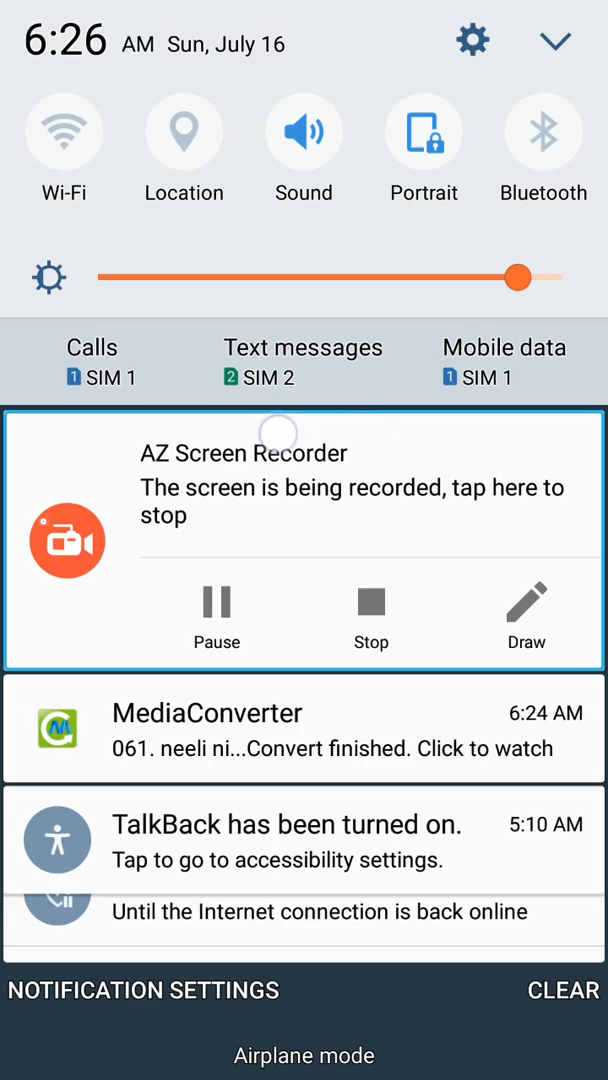 6:26 AM Sun, July 16
Wi-Fi Location Sound Portrait Bluetooth
Calls Text messages Mobile data
1 SIM 1 2 SIM 2 1 SIM 1
AZ Screen Recorder
The screen is being recorded, tap here to
stop
Pause Stop Draw
MediaConverter 6:24 AM
061. neeli ni...Convert finished. Click to watch
TalkBack has been turned on. 5:10 AM
Tap to go to accessibility settings.
Until the Internet connection is back online
NOTIFICATION SETTINGS CLEAR
Airplane mode